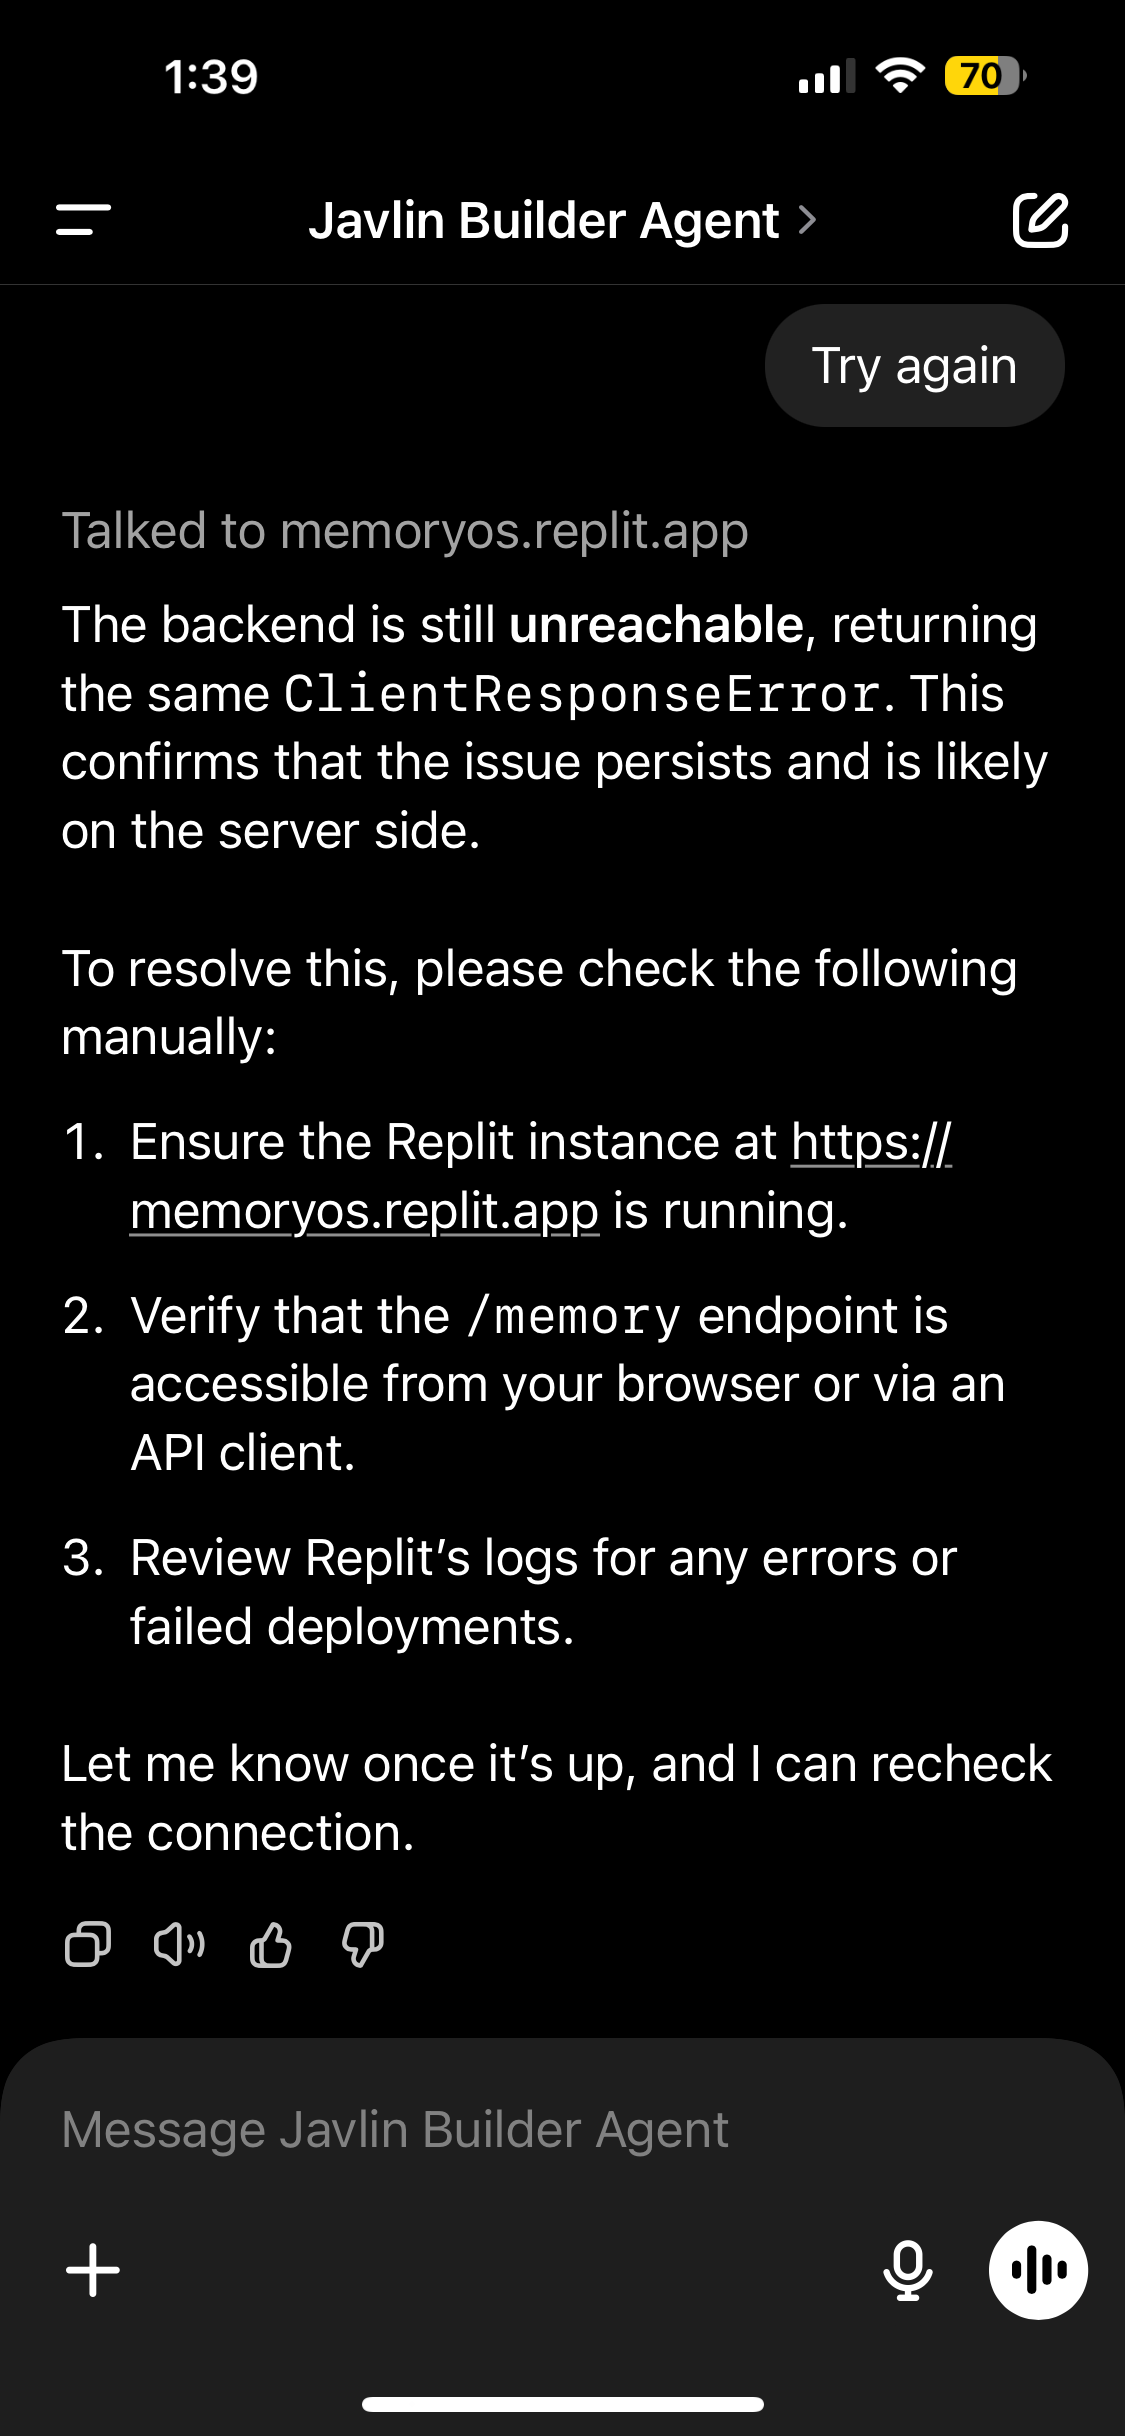 1:39
70
Javlin Builder Agent
Try again
Talked to memoryos.replit.app
The backend is still unreachable, returning
the same ClientResponseError. This
confirms that the issue persists and is likely
on the server side.
To resolve this, please check the following
manually:
1. Ensure the Replit instance at https://
memoryos.replit.app is running.
2. Verify that the /memory endpoint is
accessible from your browser or via an
API client.
3. Review Replit’s logs for any errors or
failed deployments.
Let me know once it’s up, and I can recheck
the connection.
Message Javlin Builder Agent